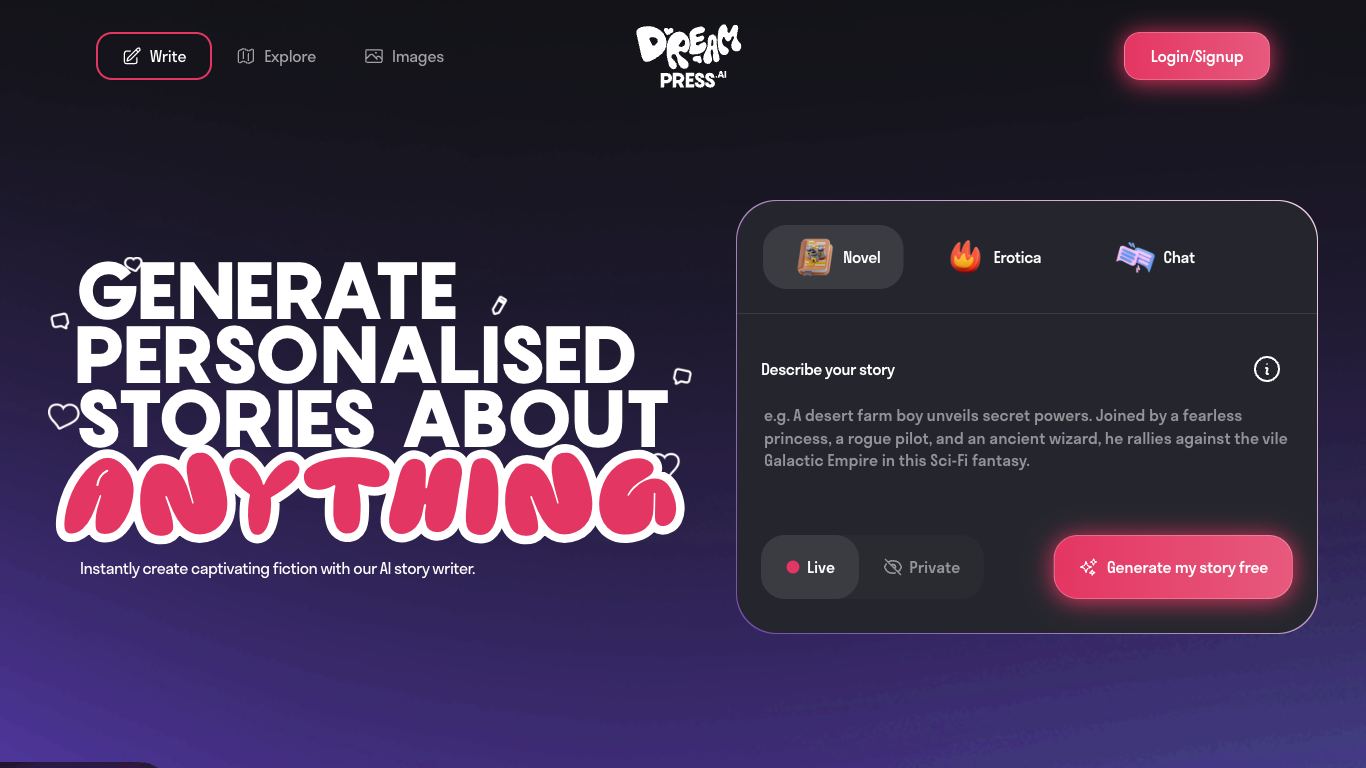 Write
Explore
Images
DREAM
PRESS.AI
Login/Signup
GENERATE
PERSONALISED
STORIES ABOUT
ANYTHING
Instantly create captivating fiction with our AI story writer.
Novel
Erotica
Chat
Describe your story
e.g. A desert farm boy unveils secret powers. Joined by a fearless
princess, a rogue pilot, and an ancient wizard, he rallies against the vile
Galactic Empire in this Sci-Fi fantasy.
Live
Private
Generate my story free